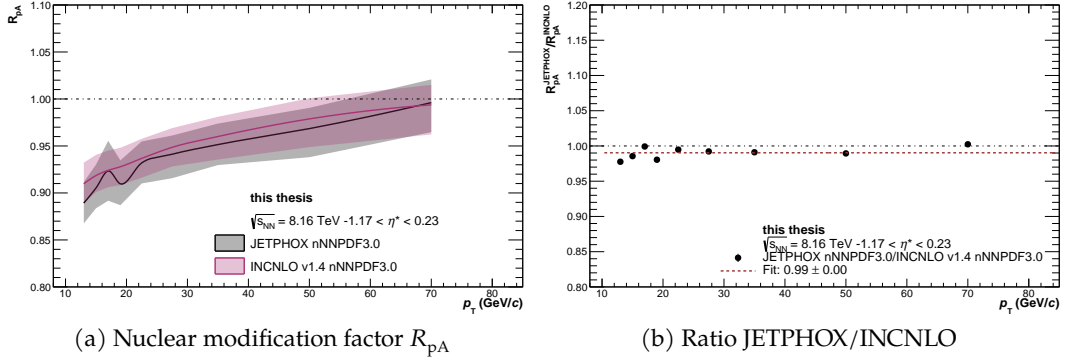 R_pA
1.10
1.05
1.00
0.95
0.90
0.85
0.80
this thesis
√s_NN = 8.16 TeV -1.17 < η* < 0.23
JETPHOX nNNPDF3.0
INCNLO v1.4 nNNPDF3.0
10 20 30 40 50 60 70 80
p_T (GeV/c)
(a) Nuclear modification factor R_pA
R_pA^JETPHOX/R_pA^INCNLO
1.20
1.15
1.10
1.05
1.00
0.95
0.90
0.85
0.80
this thesis
√s_NN = 8.16 TeV -1.17 < η* < 0.23
JETPHOX nNNPDF3.0/INCNLO v1.4 nNNPDF3.0
Fit: 0.99 ± 0.00
10 20 30 40 50 60 70 80
p_T (GeV/c)
(b) Ratio JETPHOX/INCNLO